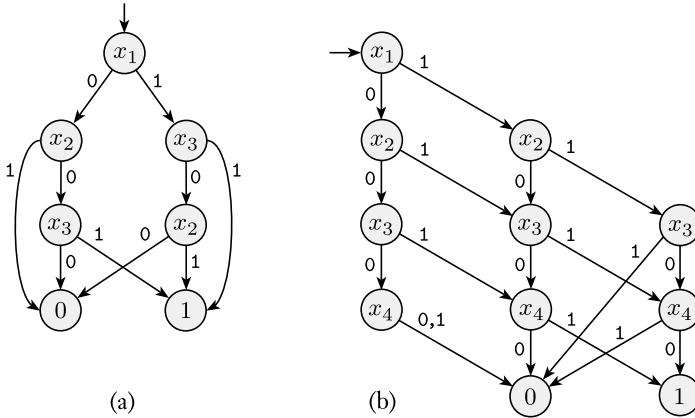 x₁ x₁
0 1 0 1
x₂ x₃ x₂ x₂
1 0 0 1 0 1 0 1
x₃ x₂ x₃ x₃ x₃
0 1 0 1 0 1 0 1 1 0
0 1 x₄ x₄ x₄
0,1 0 1 1 0
0 1
(a) (b)